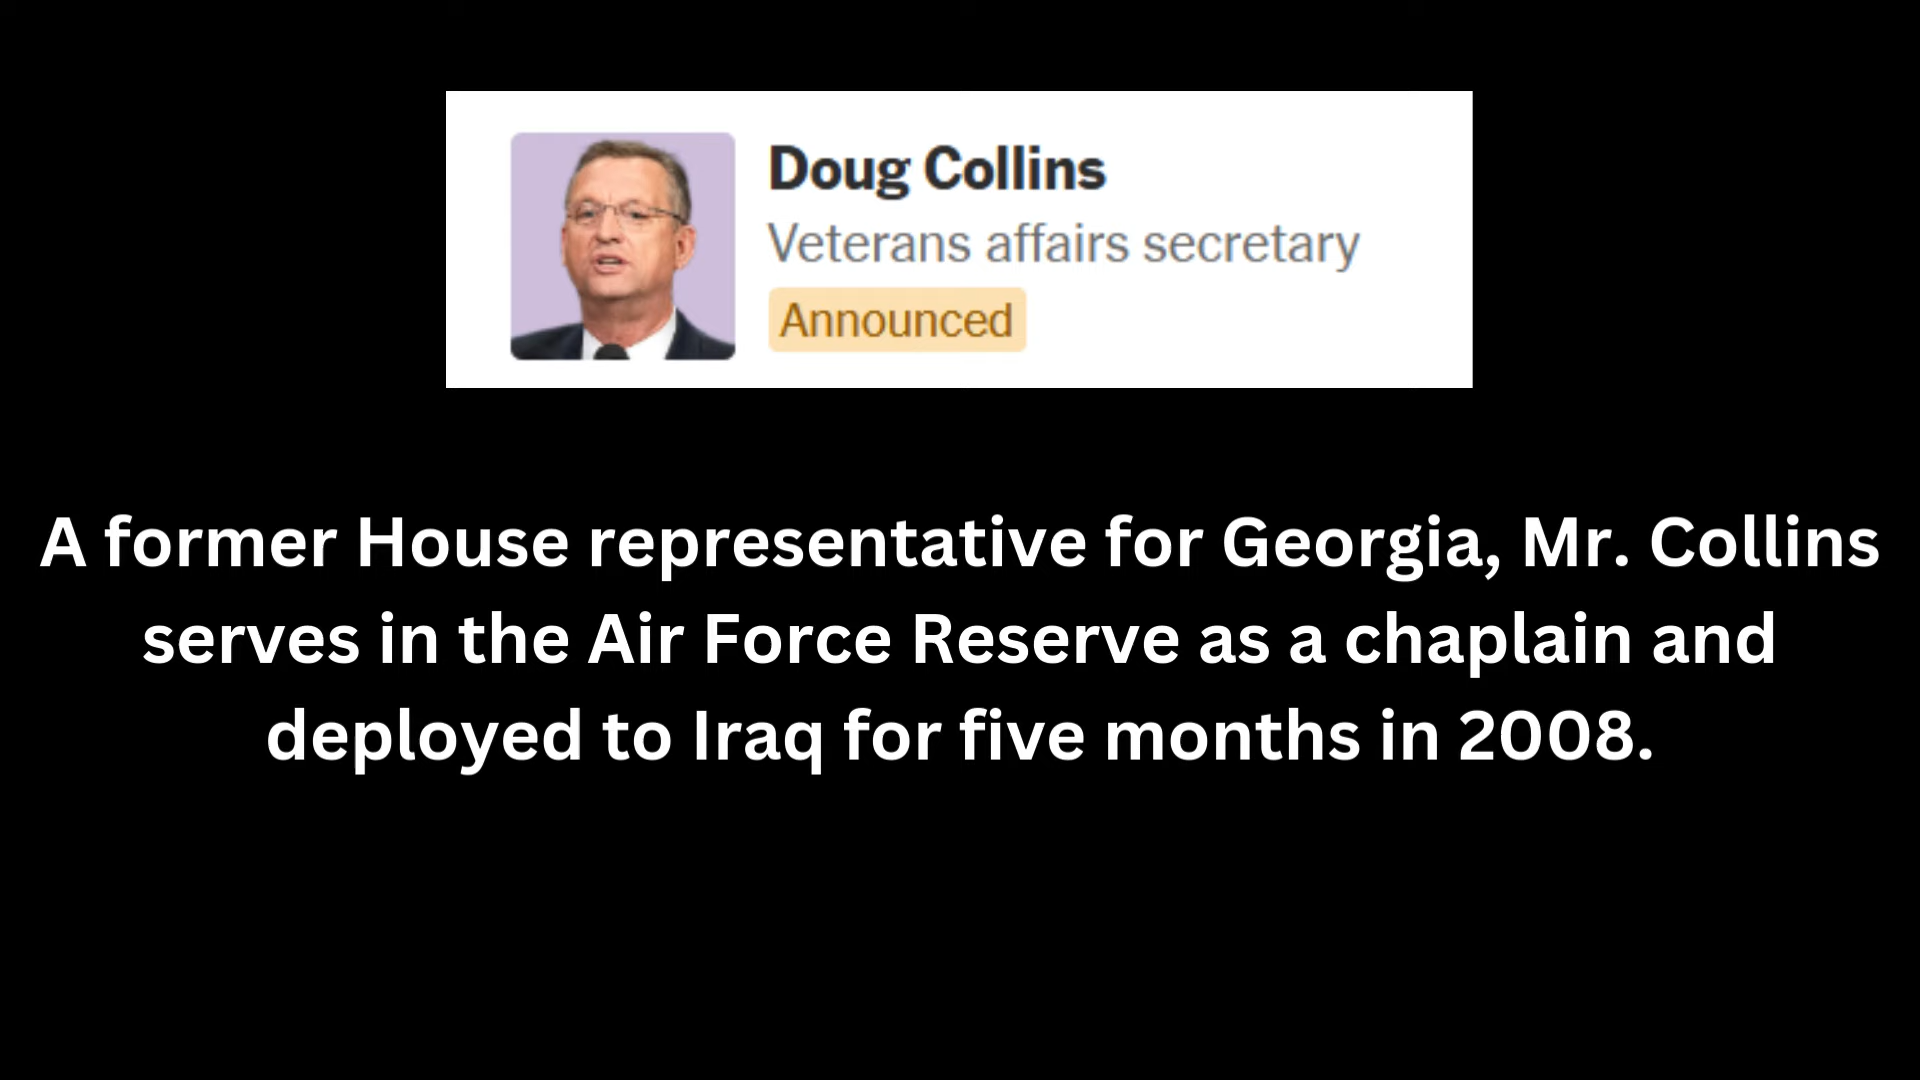 Doug Collins
Veterans affairs secretary
Announced
A former House representative for Georgia, Mr. Collins
serves in the Air Force Reserve as a chaplain and
deployed to Iraq for five months in 2008.